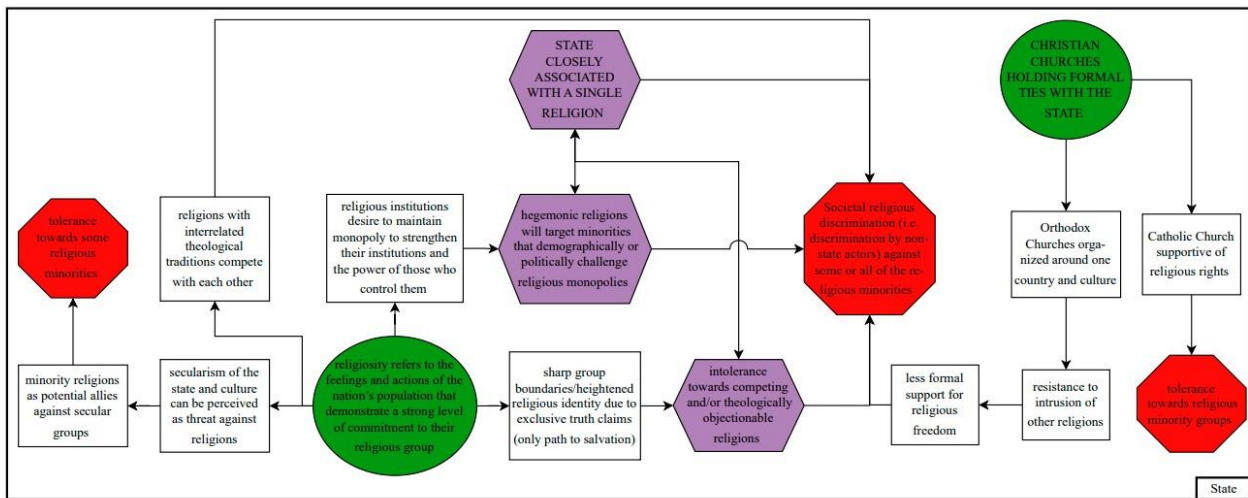 STATE
CLOSELY
ASSOCIATED
WITH A SINGLE
RELIGION
CHRISTIAN
CHURCHES
HOLDING FORMAL
TIES WITH THE
STATE
tolerance
towards some
religious
minorities
religions with
interrelated
theological
traditions compete
with each other
religious institutions
desire to maintain
monopoly to strengthen
their institutions
and the power of those who
control them
hegemonic religions
will target minorities
that demographically or
politically challenge
religious monopolies
Societal religious
discrimination (i.e.
discrimination by non-
state actors) against
some or all of the re-
ligious minorities
Orthodox
Churches orga-
nized around one
country and culture
Catholic Church
supportive of
religious rights
minority religions
as potential allies
against secular
groups
secularism of the
state and culture
can be perceived
as threat against
religions
religiosity refers to the
feelings and actions of the
nation's population that
demonstrate a strong level
of commitment to their
religious group
sharp group
boundaries/heightened
religious identity due to
exclusive truth claims
(only path to salvation)
intolerance
towards competing
and/or theologically
objectionable
religions
less formal
support for
religious
freedom
resistance to
intrusion of
other religions
tolerance
towards religious
minority groups
State